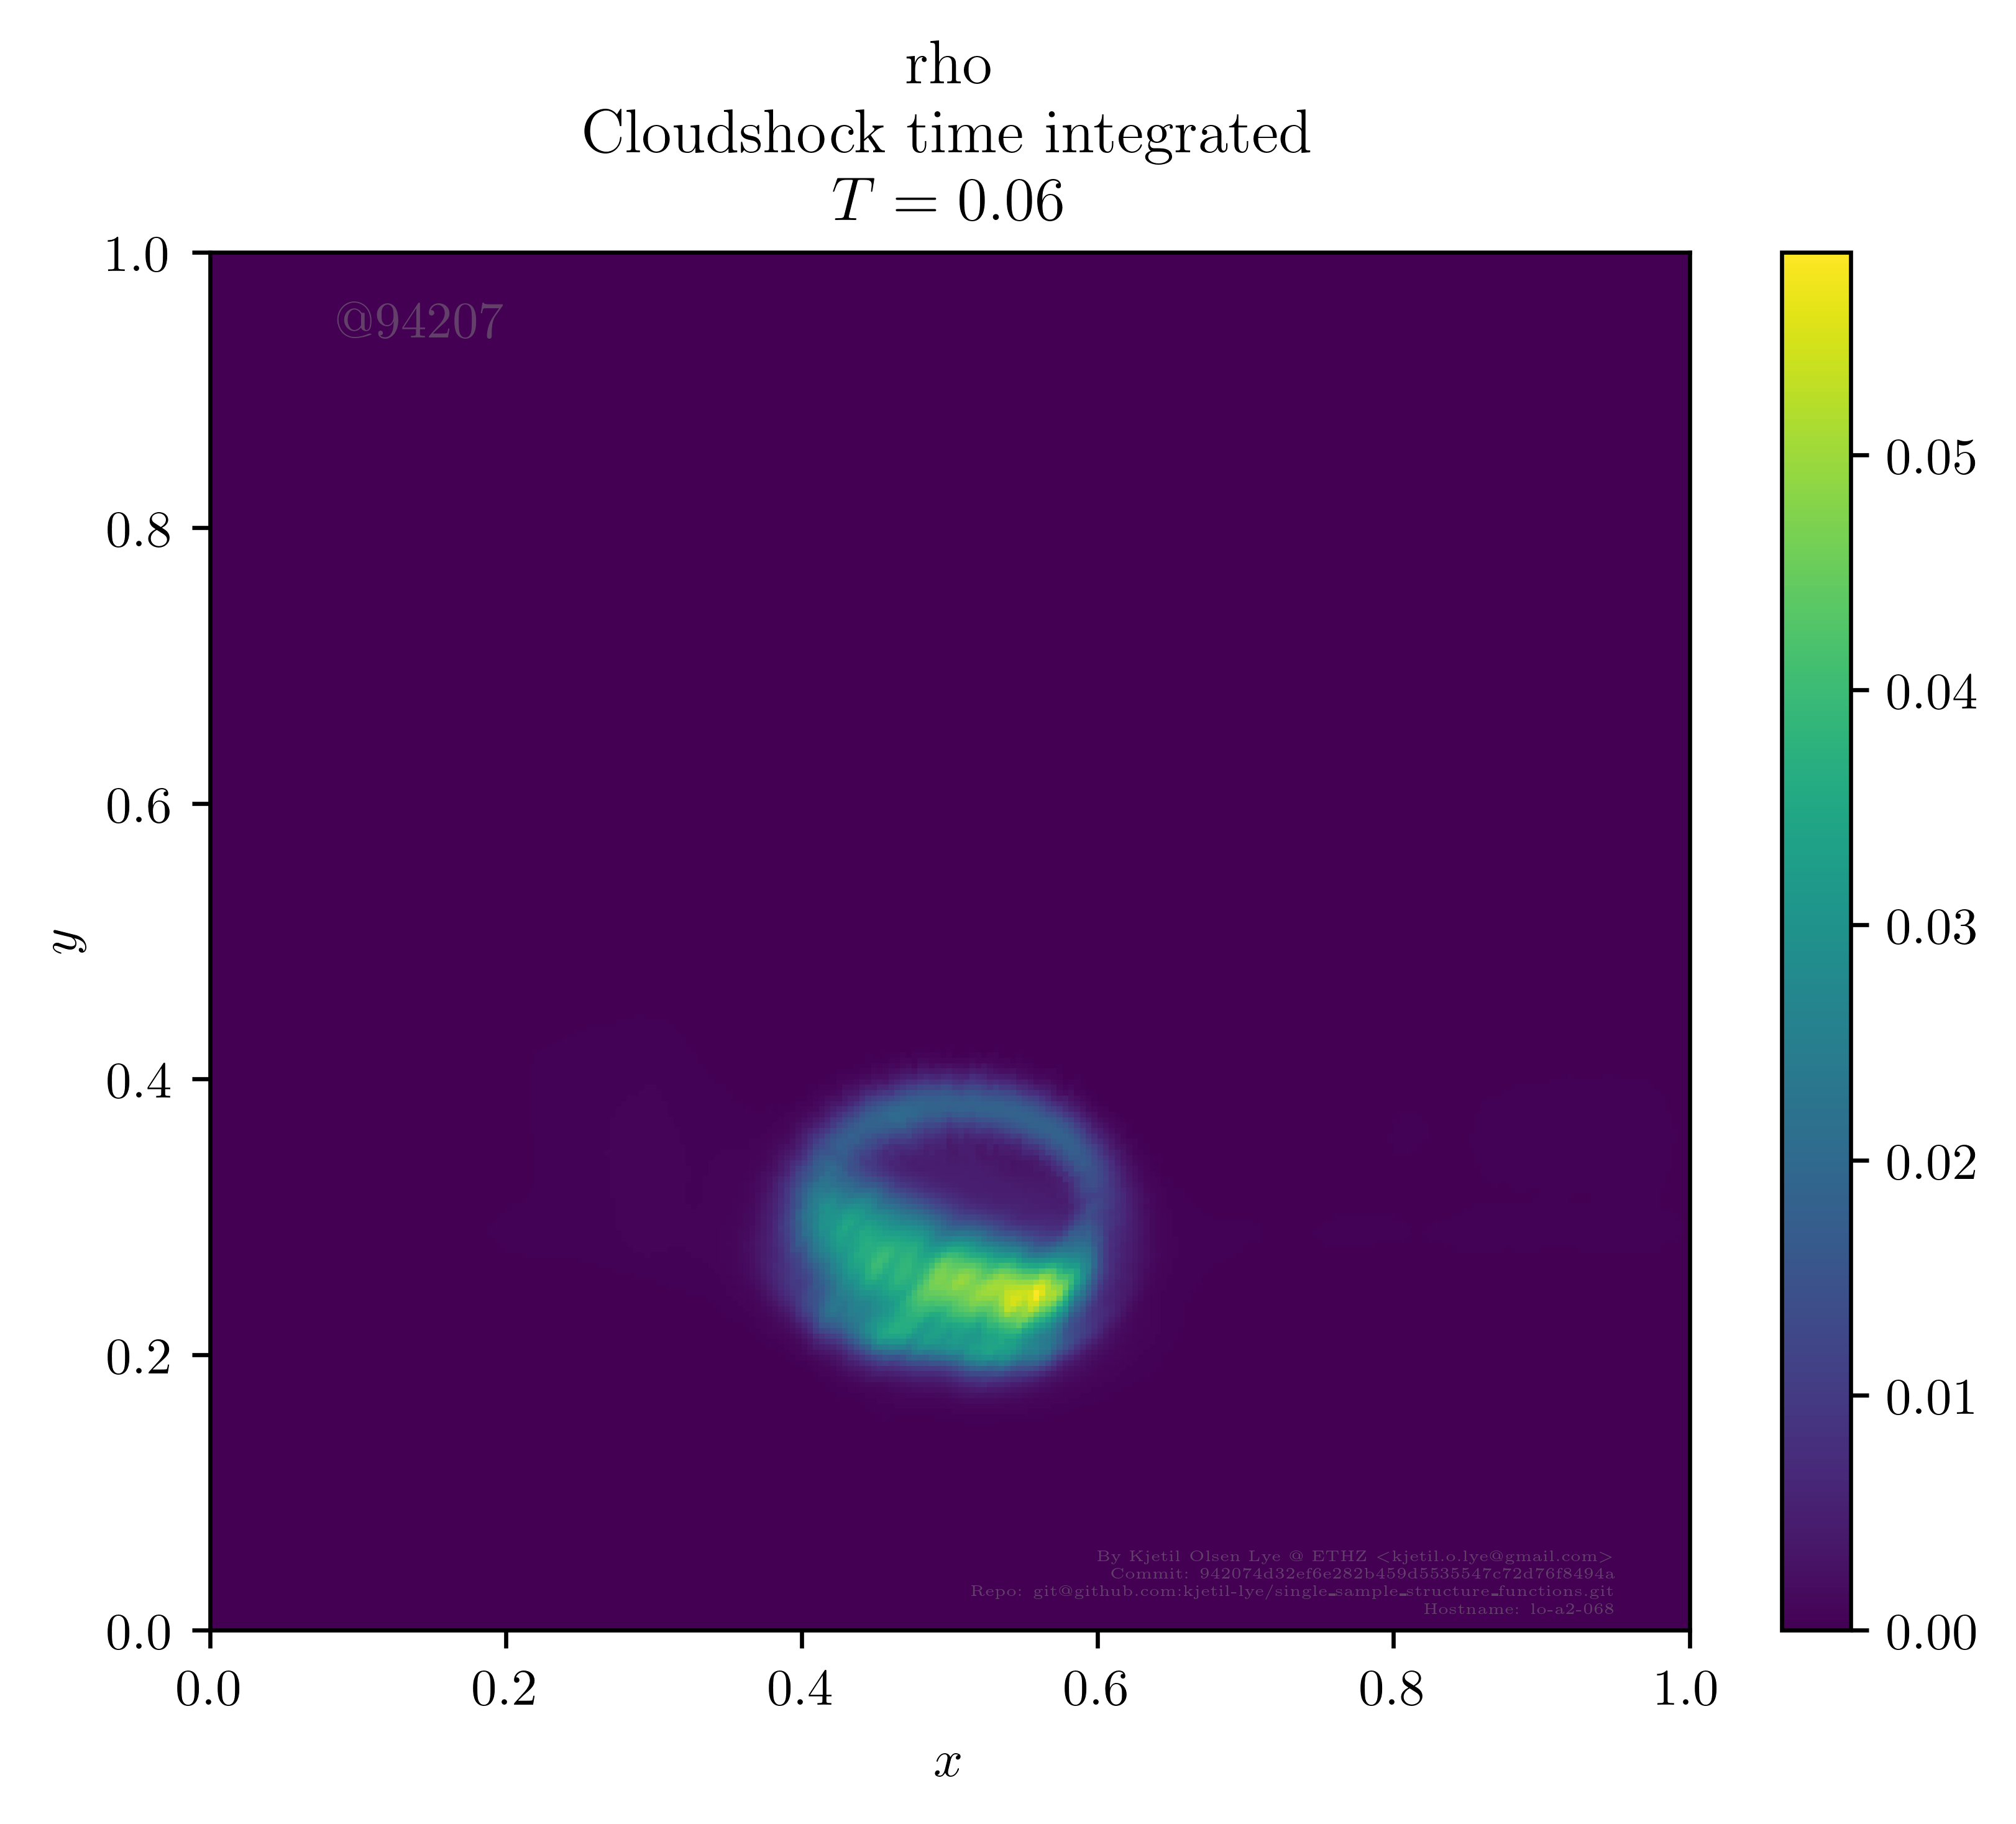 rho
Cloudshock time integrated
T = 0.06
1.0
0.8
0.6
0.4
0.2
0.0
y
@94207
By Kjetil Olsen Lye @ ETHZ <kjetil.o.lye@gmail.com>
Commit: 942074d32ef6e282b459d5535547c72d76f8494a
Repo: git@github.com:kjetil-lye/single_sample_structure_functions.git
Hostname: lo-a2-068
0.0 0.2 0.4 0.6 0.8 1.0
x
0.05
0.04
0.03
0.02
0.01
0.00